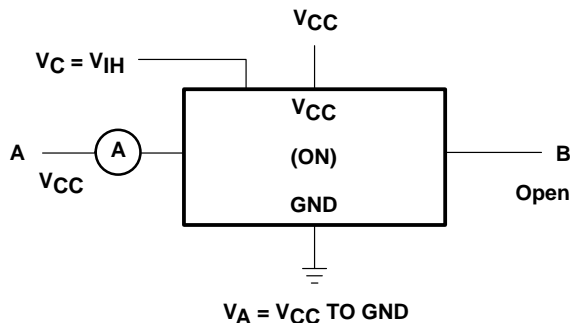 VCC
VC = VIH
VCC
A
A
(ON)
B
VCC
GND
Open
VA = VCC TO GND